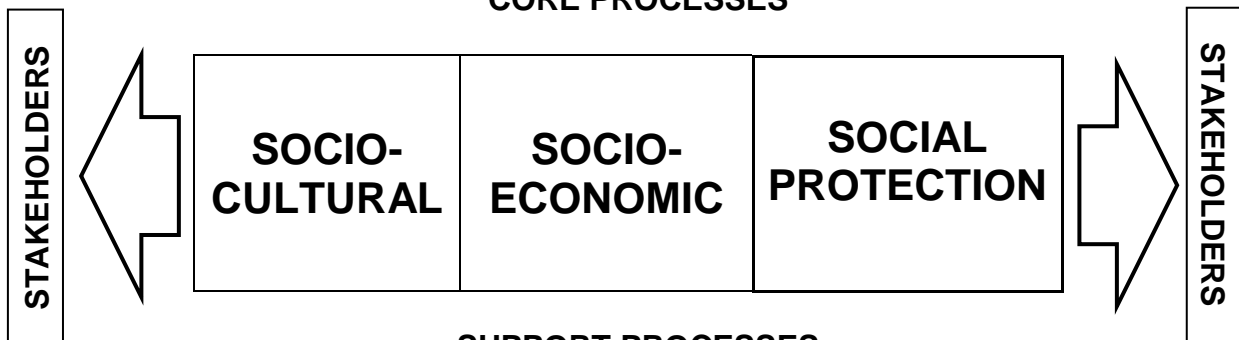 CORE PROCESSES
STAKEHOLDERS
SOCIO-
CULTURAL
SOCIO-
ECONOMIC
SOCIAL
PROTECTION
STAKEHOLDERS
SUPPORT PROCESSES